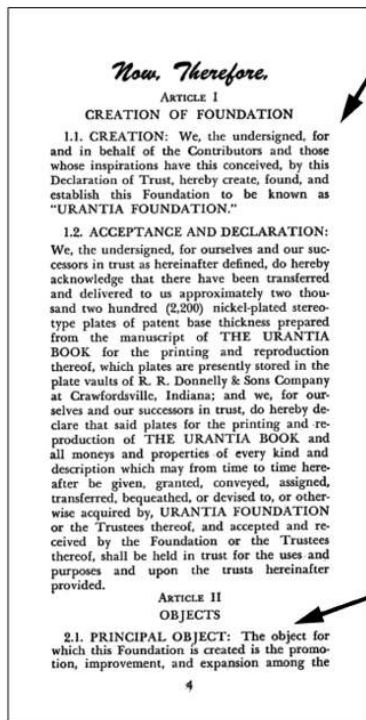 Now, Therefore,
ARTICLE I
CREATION OF FOUNDATION
1.1. CREATION: We, the undersigned, for
and in behalf of the Contributors and those
whose inspirations have this conceived, by this
Declaration of Trust, hereby create, found, and
establish this Foundation to be known as
"URANTIA FOUNDATION."
1.2. ACCEPTANCE AND DECLARATION:
We, the undersigned, for ourselves and our suc-
cessors in trust as hereinafter defined, do hereby
acknowledge that there have been transferred
and delivered to us approximately two thou-
sand two hundred (2,200) nickel-plated stereo-
type plates of patent base thickness prepared
from the manuscript of THE URANTIA
BOOK for the printing and reproduction
thereof, which plates are presently stored in the
plate vaults of R. R. Donnelly & Sons Company
at Crawfordsville, Indiana; and we, for our-
selves and our successors in trust, do hereby de-
clare that said plates for the printing and re-
production of THE URANTIA BOOK and
all moneys and properties of every kind and
description which may from time to time here-
after be given, granted, conveyed, assigned,
transferred, bequeathed, or devised to, or other-
wise acquired by, URANTIA FOUNDATION
or the Trustees thereof, and accepted and re-
ceived by the Foundation or the Trustees
thereof, shall be held in trust for the uses and
purposes and upon the trusts hereinafter
provided.
ARTICLE II
OBJECTS
2.1. PRINCIPAL OBJECT: The object for
which this Foundation is created is the promo-
tion, improvement, and expansion among the
4